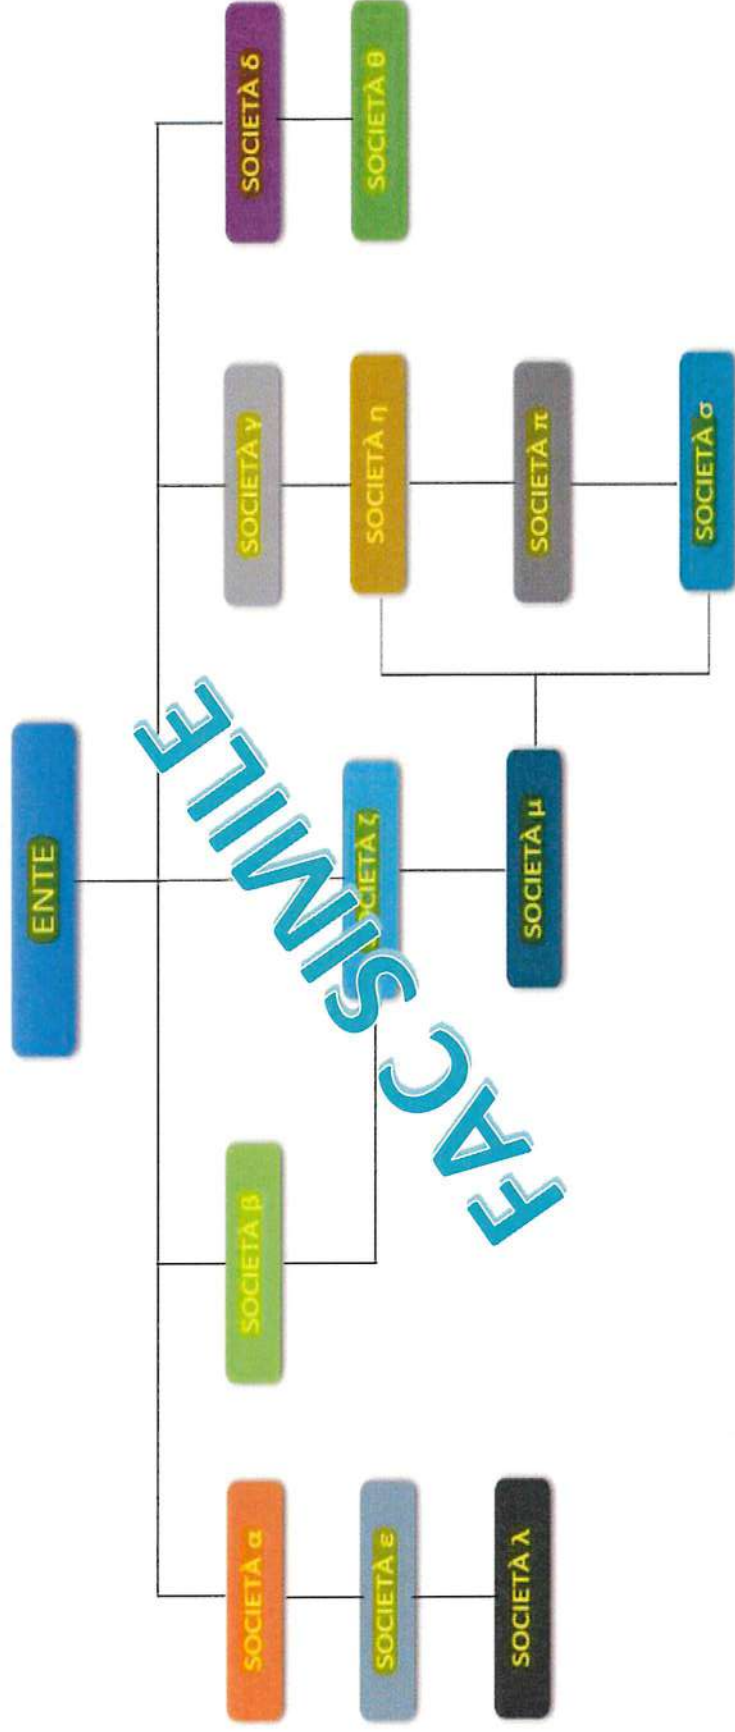 ENTE
SOCIETÀ α
SOCIETÀ β
SOCIETÀ γ
SOCIETÀ δ
SOCIETÀ ε
SOCIETÀ ζ
SOCIETÀ η
SOCIETÀ θ
SOCIETÀ λ
SOCIETÀ μ
SOCIETÀ π
SOCIETÀ σ
FAC SIMILE